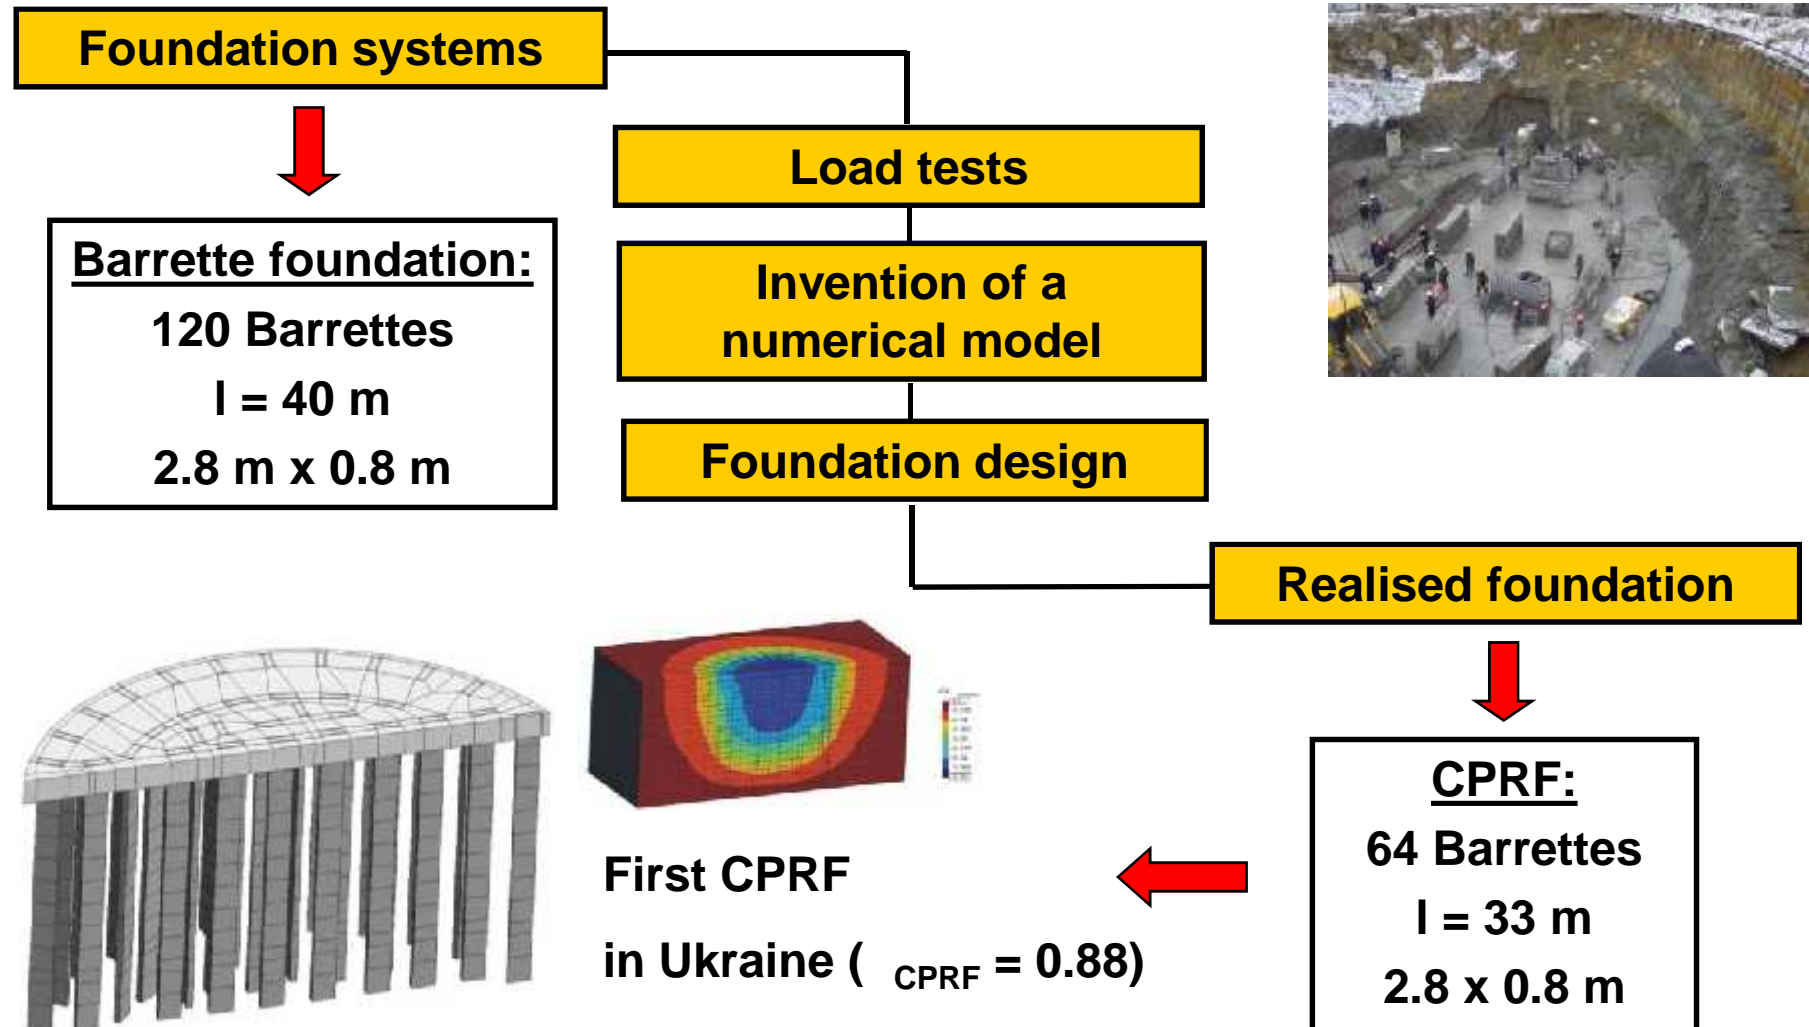 Foundation systems
Load tests
Barrette foundation:
120 Barrettes
l = 40 m
2.8 m x 0.8 m
Invention of a
numerical model
Foundation design
Realised foundation
CPRF:
64 Barrettes
l = 33 m
2.8 x 0.8 m
First CPRF
in Ukraine ( CPRF = 0.88)